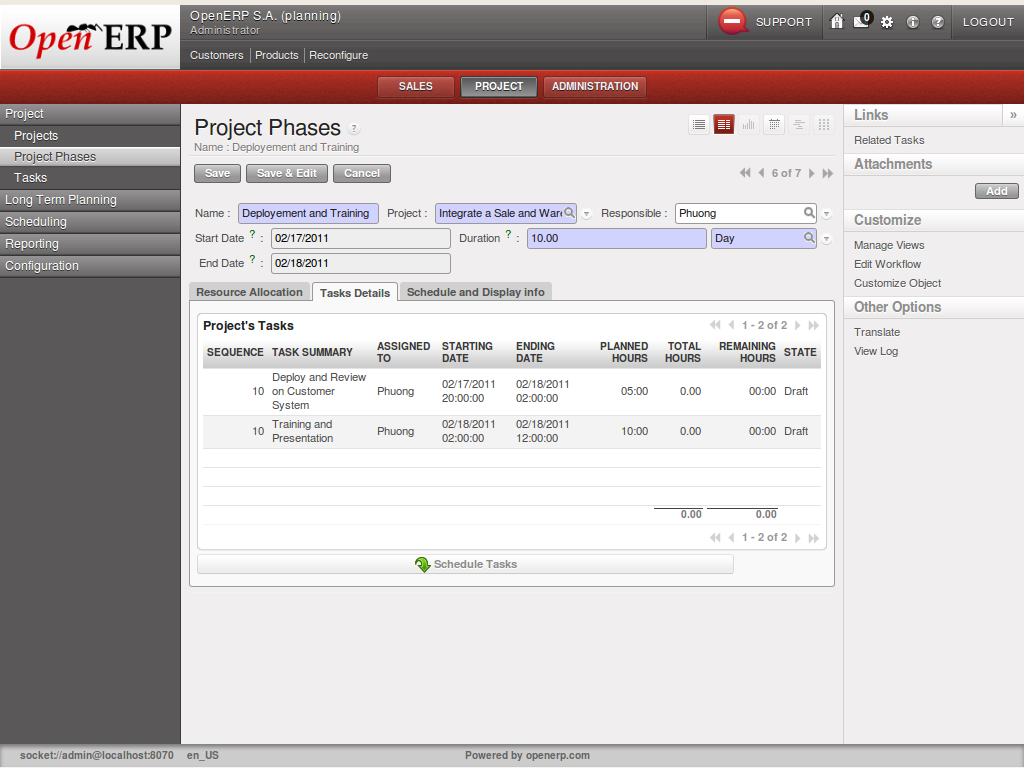 Open ERP
OpenERP S.A. (planning)
Administrator
Customers Products Reconfigure
SUPPORT 0 LOGOUT
SALES PROJECT ADMINISTRATION
Project
Projects
Project Phases
Tasks
Long Term Planning
Scheduling
Reporting
Configuration
Project Phases ?
Name : Deployement and Training
Save Save & Edit Cancel 6 of 7
Name : Deployement and Training Project : Integrate a Sale and Ware Responsible : Phuong
Start Date ? : 02/17/2011 Duration ? : 10.00 Day
End Date ? : 02/18/2011
Resource Allocation Tasks Details Schedule and Display info
Project's Tasks 1 - 2 of 2
SEQUENCE TASK SUMMARY ASSIGNED TO STARTING DATE ENDING DATE PLANNED HOURS TOTAL HOURS REMAINING HOURS STATE
10 Deploy and Review on Customer System Phuong 02/17/2011 20:00:00 02/18/2011 02:00:00 05:00 0.00 00:00 Draft
10 Training and Presentation Phuong 02/18/2011 02:00:00 02/18/2011 12:00:00 10:00 0.00 00:00 Draft
0.00 0.00
1 - 2 of 2
Schedule Tasks
Links »
Related Tasks
Attachments
Add
Customize
Manage Views
Edit Workflow
Customize Object
Other Options
Translate
View Log
socket://admin@localhost:8070 en_US Powered by openerp.com